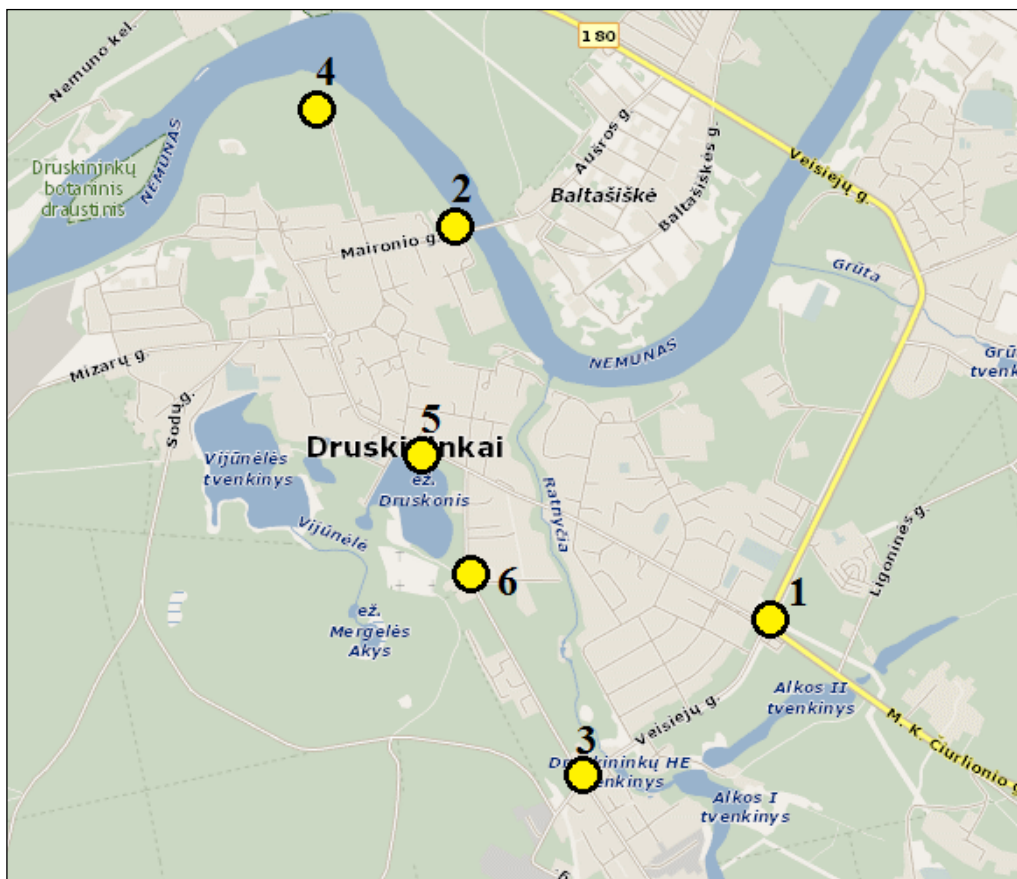 180
Nemuno kel.
4
Aušros g.
NEMUNAS
Druskininkų
botaninis
draustinis
Baltašiškės g.
Veisiejų g.
2
Baltašiškė
Maironio g.
Grūta
NEMUNAS
Mizarų g.
Sodų g.
5
Druskininkai
Vijūnėlės
tvenkinys
ež.
Druskonis
Ratnyčia
Vijūnėlė
Ligoninės g.
6
1
ež.
Mergelės
Akys
Alkos II
tvenkinys
Veisiejų g.
M. K. Čiurlionio g.
3
Druskininkų HE
tvenkinys
Alkos I
tvenkinys